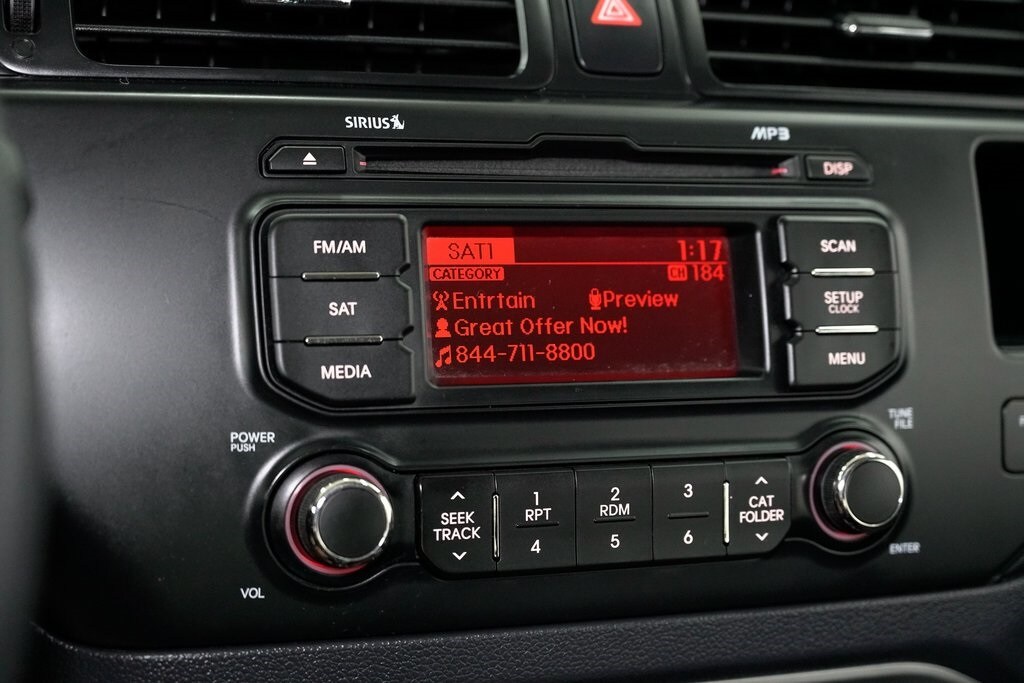 SIRIUS
MP3
DISP
FM/AM
SAT
MEDIA
SAT1 1:17
CATEGORY CH 184
Entrtain Preview
Great Offer Now!
844-711-8800
SCAN
SETUP
CLOCK
MENU
POWER
PUSH
VOL
SEEK
TRACK
1 2 3
RPT RDM
4 5 6
CAT
FOLDER
TUNE
FILE
ENTER